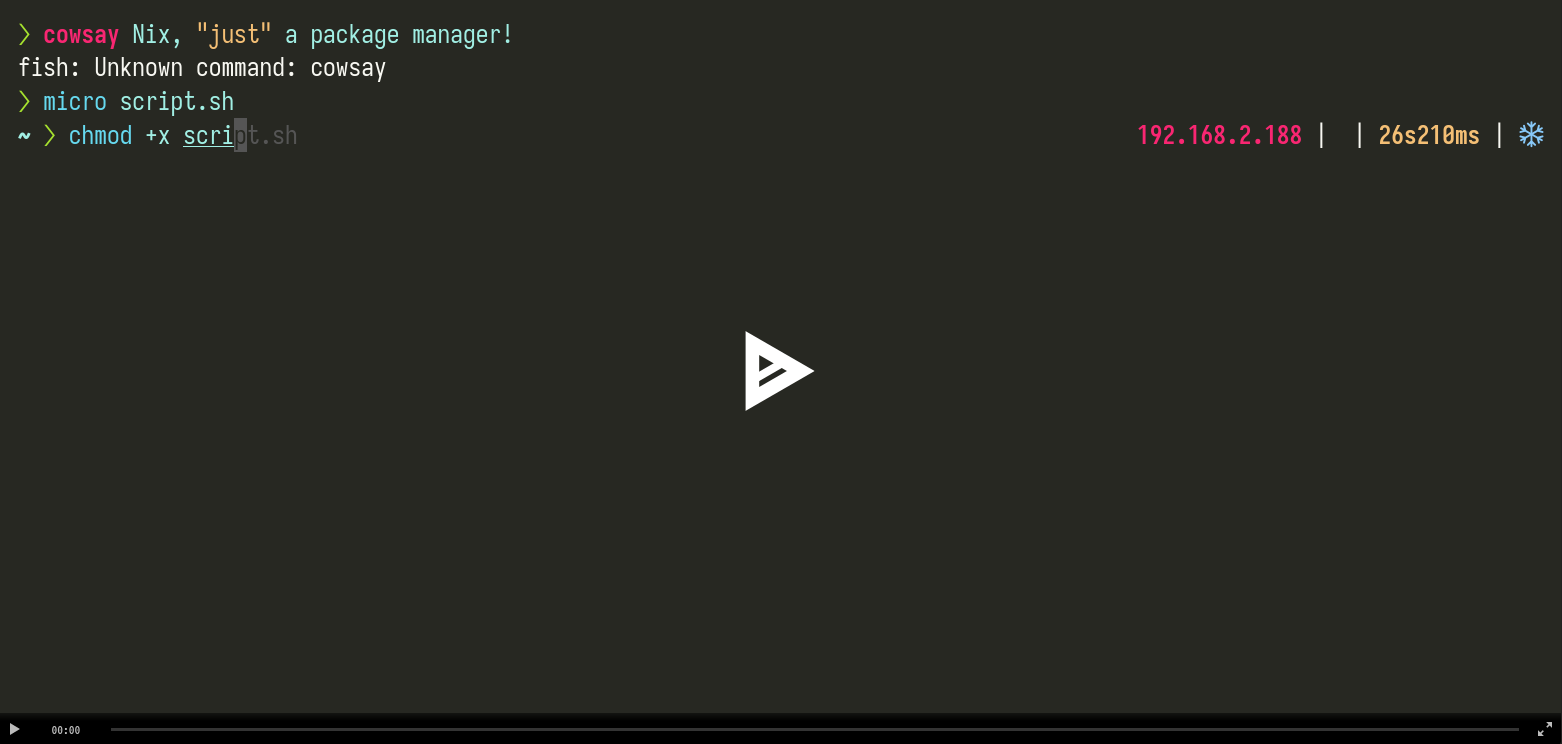 ❯ cowsay Nix, "just" a package manager!
fish: Unknown command: cowsay
❯ micro script.sh
~ ❯ chmod +x script.sh 192.168.2.188 | | 26s210ms | ❄
00:00